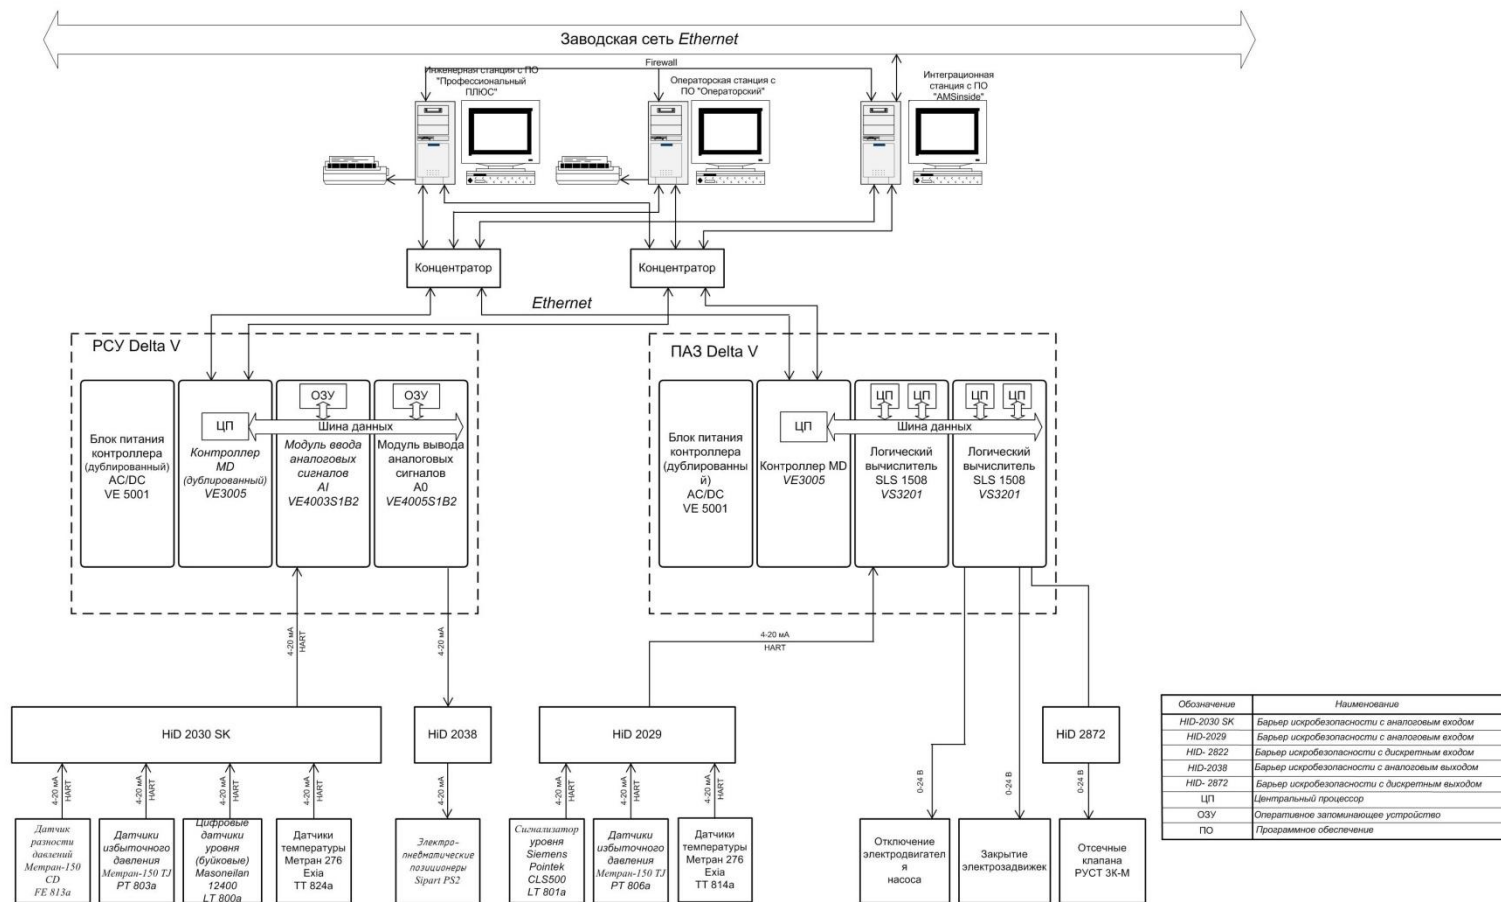 Заводская сеть Ethernet
Firewall
Инженерная станция с ПО
"Профессиональный
ПЛЮС"
Операторская станция с
ПО "Операторский"
Интеграционная
станция с ПО
"AMSinside"
Концентратор
Концентратор
Ethernet
РСУ Delta V
Блок питания
контроллера
(дублированный)
AC/DC
VE 5001
ЦП
Контроллер
MD
(дублированный)
VE3005
ОЗУ
ОЗУ
Шина данных
Модуль ввода
аналоговых
сигналов
AI
VE4003S1B2
Модуль вывода
аналоговых
сигналов
A0
VE4005S1B2
ПАЗ Delta V
Блок питания
контроллера
(дублированны
й)
AC/DC
VE 5001
ЦП
Контроллер MD
VE3005
ЦП
ЦП
ЦП
ЦП
Шина данных
Логический
вычислитель
SLS 1508
VS3201
Логический
вычислитель
SLS 1508
VS3201
4-20 мА
HART
4-20 мА
4-20 мА
HART
HiD 2030 SK
HiD 2038
HiD 2029
HiD 2872
4-20 мА
HART
4-20 мА
HART
4-20 мА
HART
4-20 мА
HART
4-20 мА
4-20 мА
HART
4-20 мА
HART
4-20 мА
HART
0-24 В
0-24 В
0-24 В
Датчик
разности
давлений
Метран-150
CD
FE 813а
Датчики
избыточного
давления
Метран-150 TJ
PT 803а
Цифровые
датчики
уровня
(буйковые)
Masoneilan
12400
LT 800а
Датчики
температуры
Метран 276
Exia
TT 824а
Электро-
пневматические
позиционеры
Sipart PS2
Сигнализатор
уровня
Siemens
Pointek
CLS500
LT 801а
Датчики
избыточного
давления
Метран-150 TJ
PT 806а
Датчики
температуры
Метран 276
Exia
TT 814а
Отключение
электродвигател
я
насоса
Закрытие
электрозадвижек
Отсечные
клапана
РУСТ 3К-М
Обозначение Наименование
HID-2030 SK Барьер искробезопасности с аналоговым входом
HID-2029 Барьер искробезопасности с аналоговым входом
HID- 2822 Барьер искробезопасности с дискретным входом
HID-2038 Барьер искробезопасности с аналоговым выходом
HID- 2872 Барьер искробезопасности с дискретным выходом
ЦП Центральный процессор
ОЗУ Оперативное запоминающее устройство
ПО Программное обеспечение